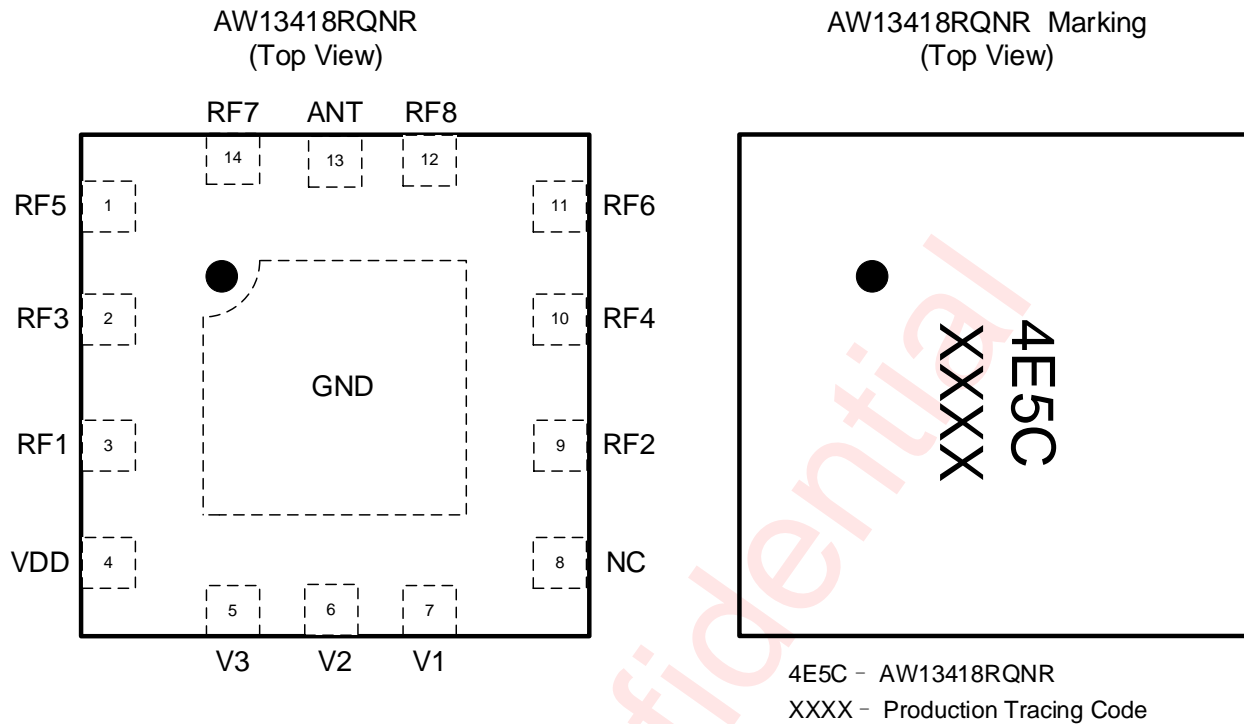 AW13418RQNR
(Top View)
AW13418RQNR Marking
(Top View)
RF7 ANT RF8
14 13 12
RF5 1 11 RF6
RF3 2 10 RF4
GND
RF1 3 9 RF2
VDD 4 8 NC
5 6 7
V3 V2 V1
4E5C
XXXX
4E5C - AW13418RQNR
XXXX - Production Tracing Code
fidential